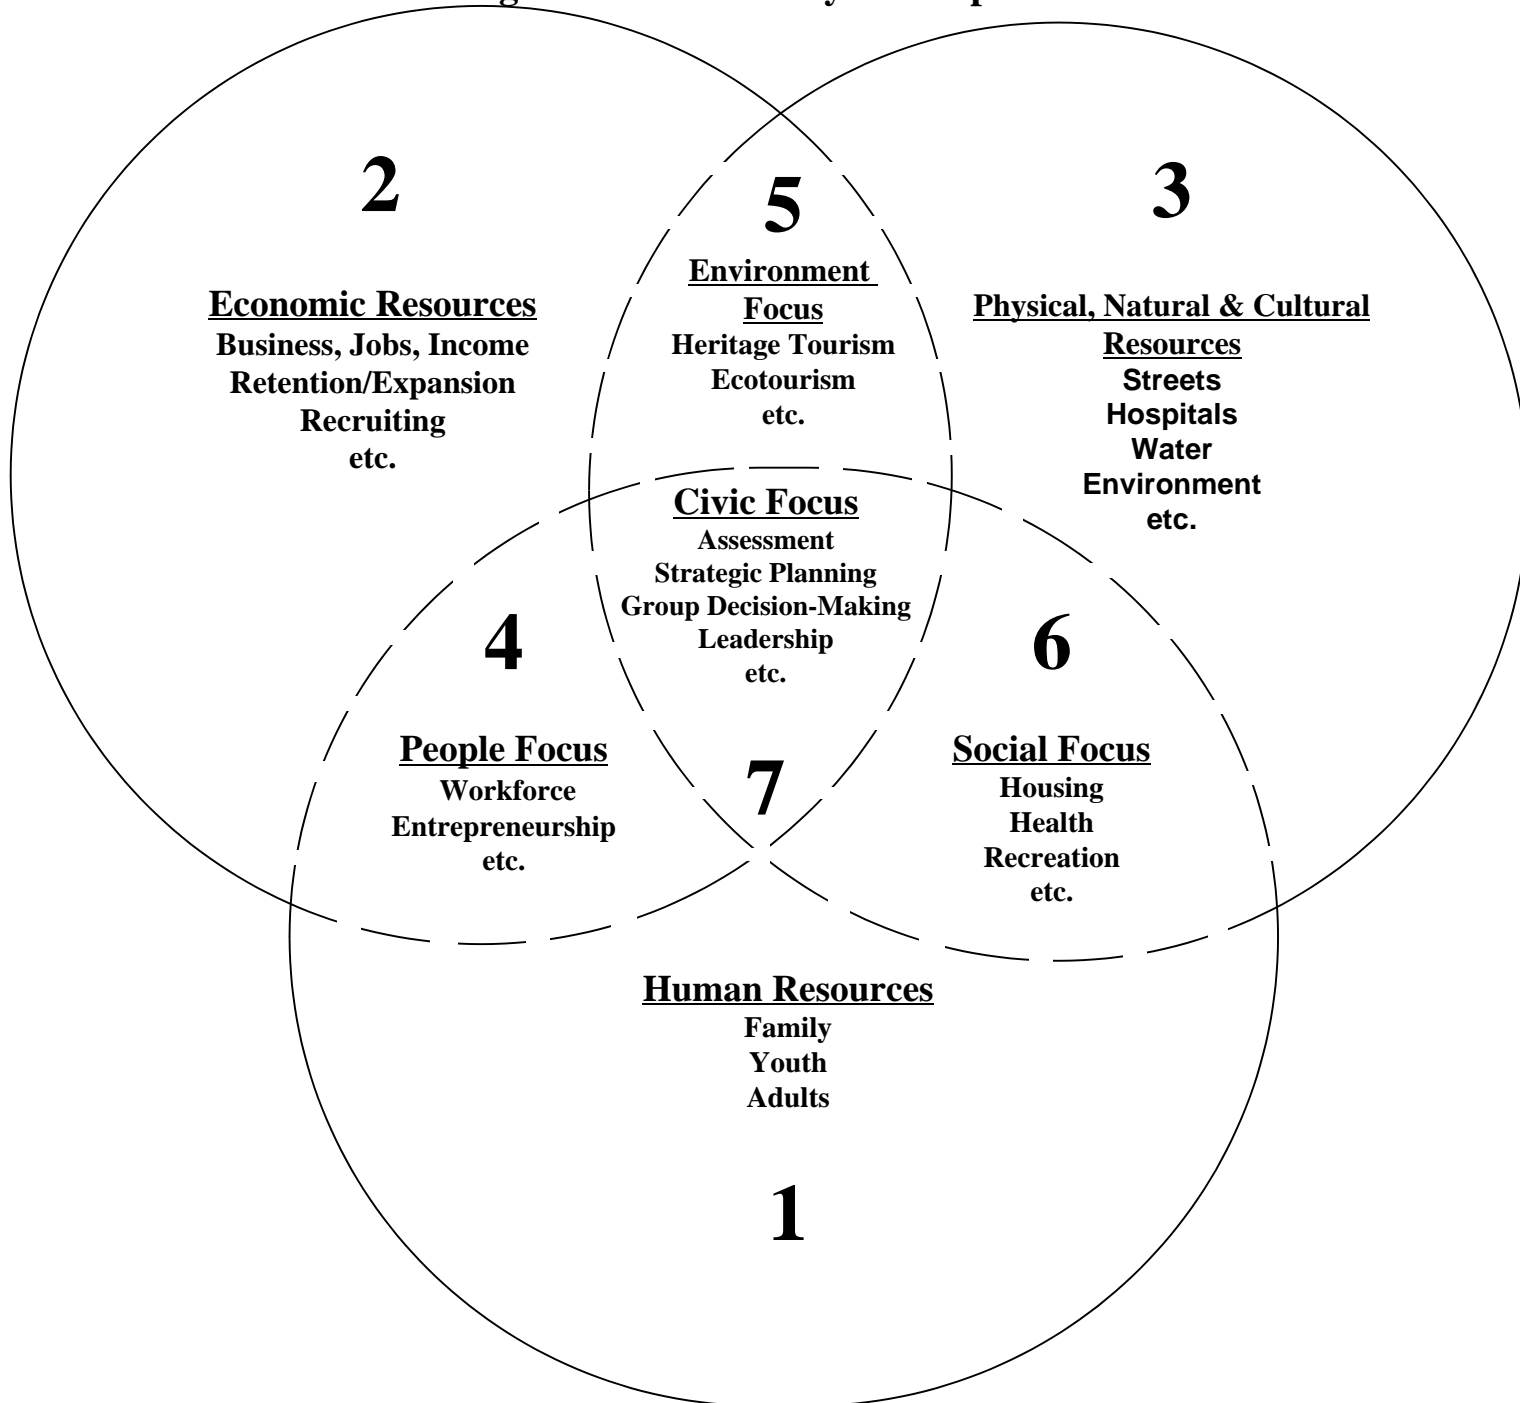 2
Economic Resources
Business, Jobs, Income
Retention/Expansion
Recruiting
etc.
5
Environment
Focus
Heritage Tourism
Ecotourism
etc.
3
Physical, Natural & Cultural
Resources
Streets
Hospitals
Water
Environment
etc.
Civic Focus
Assessment
Strategic Planning
Group Decision-Making
Leadership
etc.
7
4
People Focus
Workforce
Entrepreneurship
etc.
6
Social Focus
Housing
Health
Recreation
etc.
Human Resources
Family
Youth
Adults
1